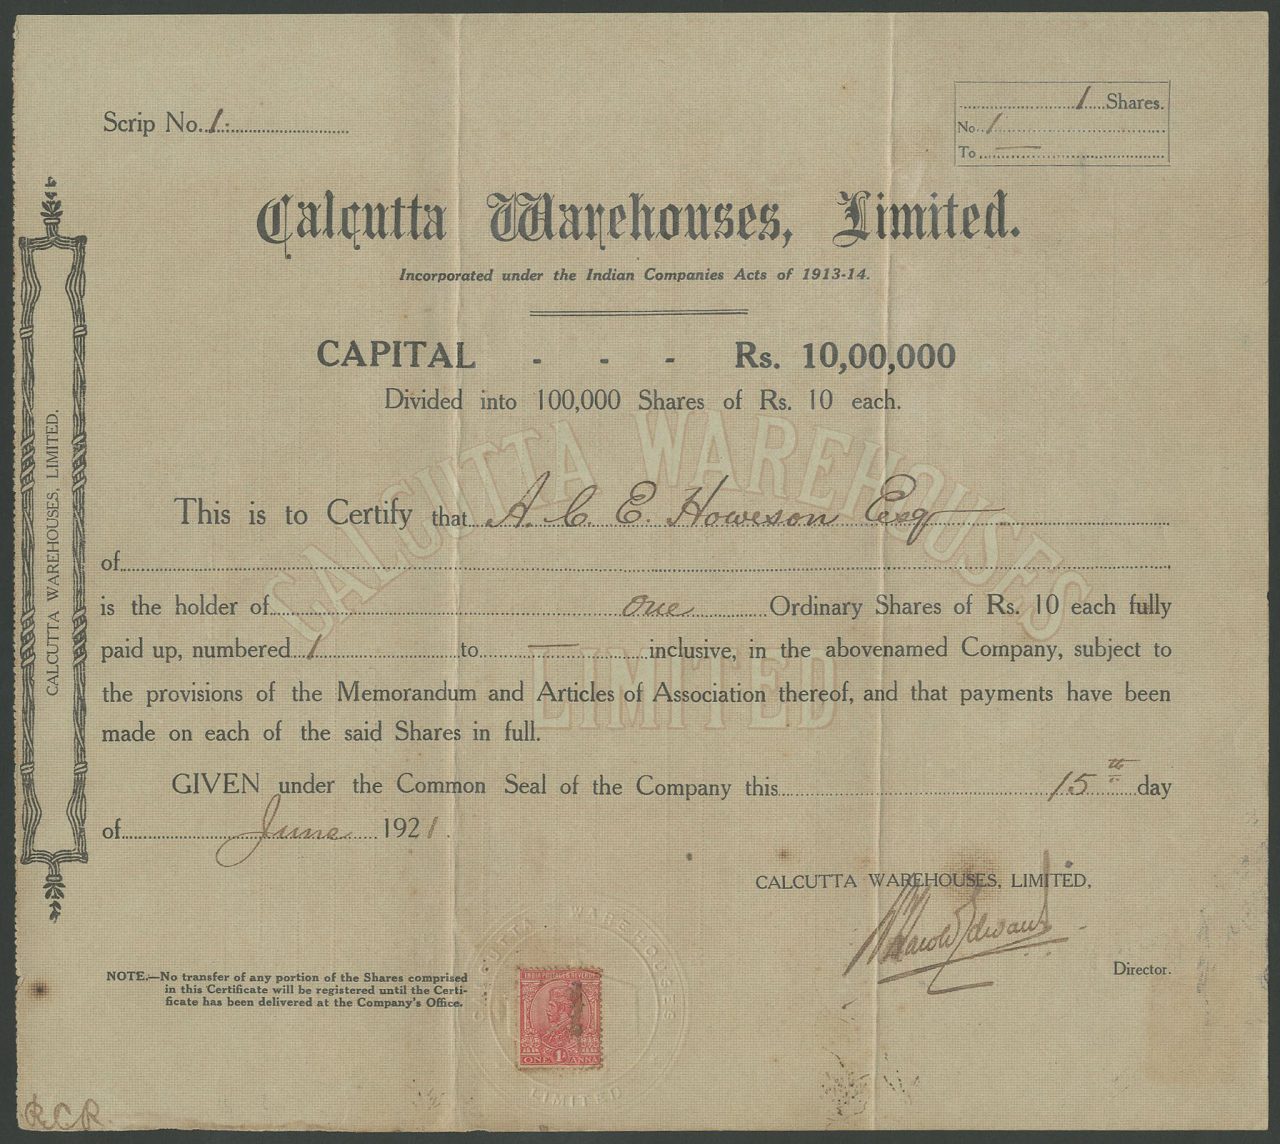 Scrip No. 1.
1 Shares.
No. 1
To —
Calcutta Warehouses, Limited.
Incorporated under the Indian Companies Acts of 1913-14.
CAPITAL - - - Rs. 10,00,000
Divided into 100,000 Shares of Rs. 10 each.
CALCUTTA WAREHOUSES
LIMITED
CALCUTTA WAREHOUSES, LIMITED.
This is to Certify that A. C. E. Howeson Esq
of
is the holder of one Ordinary Shares of Rs. 10 each fully
paid up, numbered 1 to — inclusive, in the abovenamed Company, subject to
the provisions of the Memorandum and Articles of Association thereof, and that payments have been
made on each of the said Shares in full.
GIVEN under the Common Seal of the Company this 15th day
of June 1921.
CALCUTTA WAREHOUSES, LIMITED,
Harold Edwards
Director.
NOTE.—No transfer of any portion of the Shares comprised
in this Certificate will be registered until the Certi-
ficate has been delivered at the Company's Office.
CALCUTTA WAREHOUSES
LIMITED
ONE 1A ANNA
R.C.R.